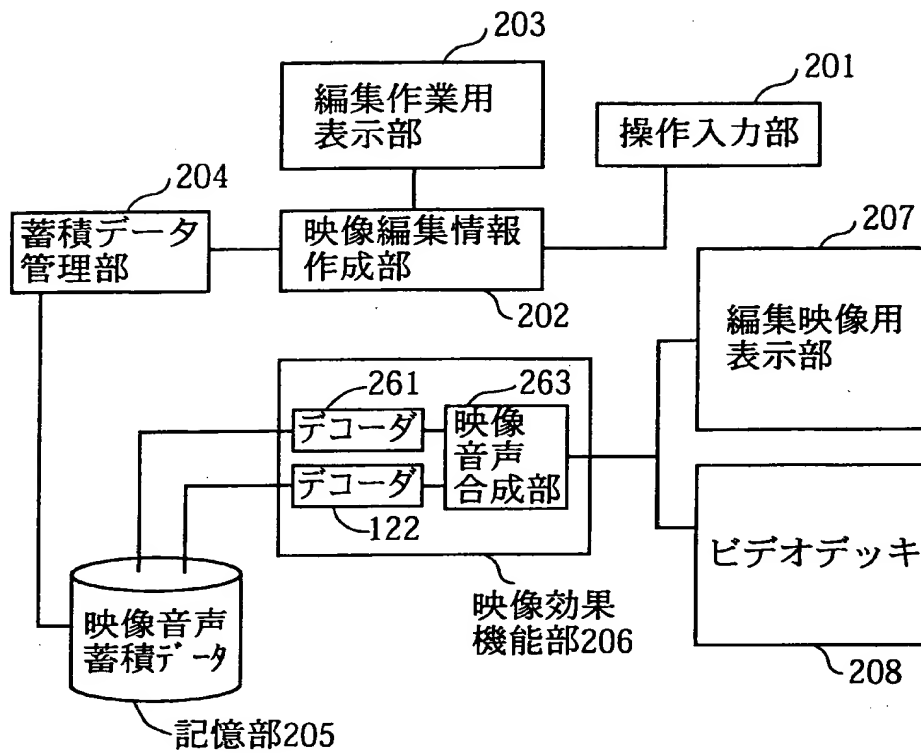 203
編集作業用
表示部
201
操作入力部
204
蓄積データ
管理部
映像編集情報
作成部
202
207
編集映像用
表示部
261
デコーダ
263
映像
音声
合成部
デコーダ
122
ビデオデッキ
208
映像効果
機能部206
映像音声
蓄積データ
記憶部205